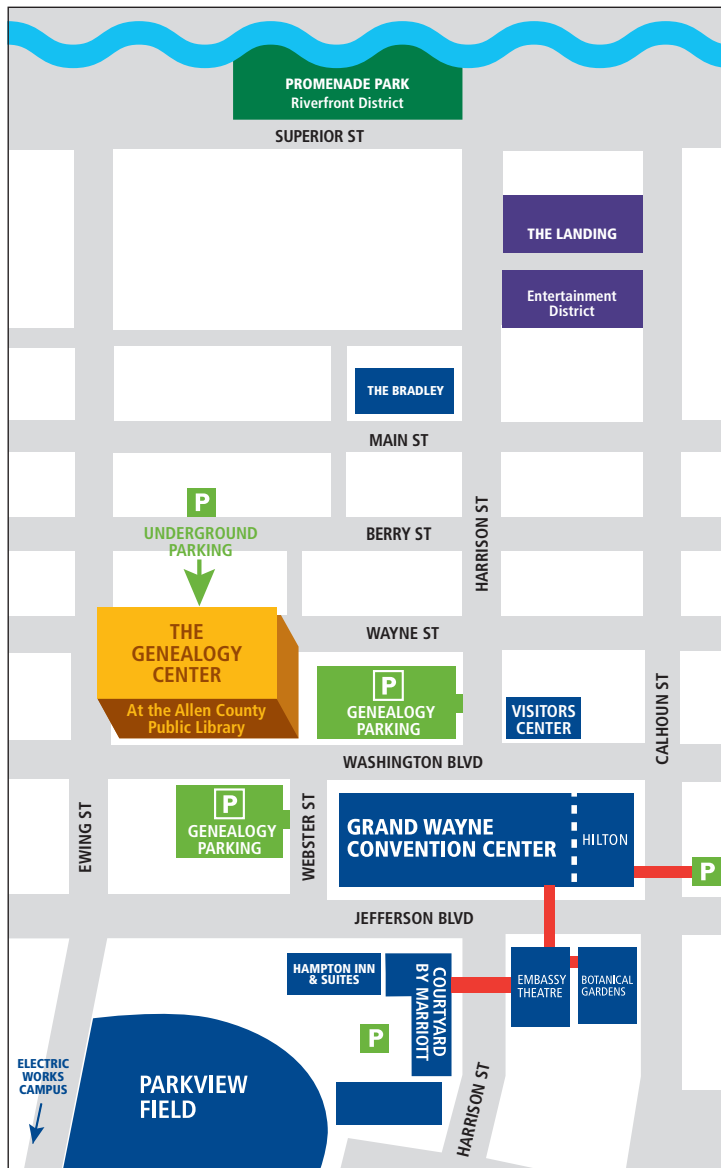 PROMENADE PARK
Riverfront District
SUPERIOR ST
THE LANDING
Entertainment
District
THE BRADLEY
MAIN ST
P
UNDERGROUND
PARKING
BERRY ST
HARRISON ST
THE
GENEALOGY
CENTER
At the Allen County
Public Library
WAYNE ST
P
GENEALOGY
PARKING
VISITORS
CENTER
CALHOUN ST
WASHINGTON BLVD
EWING ST
P
GENEALOGY
PARKING
WEBSTER ST
GRAND WAYNE
CONVENTION CENTER
HILTON
P
JEFFERSON BLVD
HAMPTON INN
& SUITES
COURTYARD
BY MARRIOTT
EMBASSY
THEATRE
BOTANICAL
GARDENS
P
ELECTRIC
WORKS
CAMPUS
PARKVIEW
FIELD
HARRISON ST